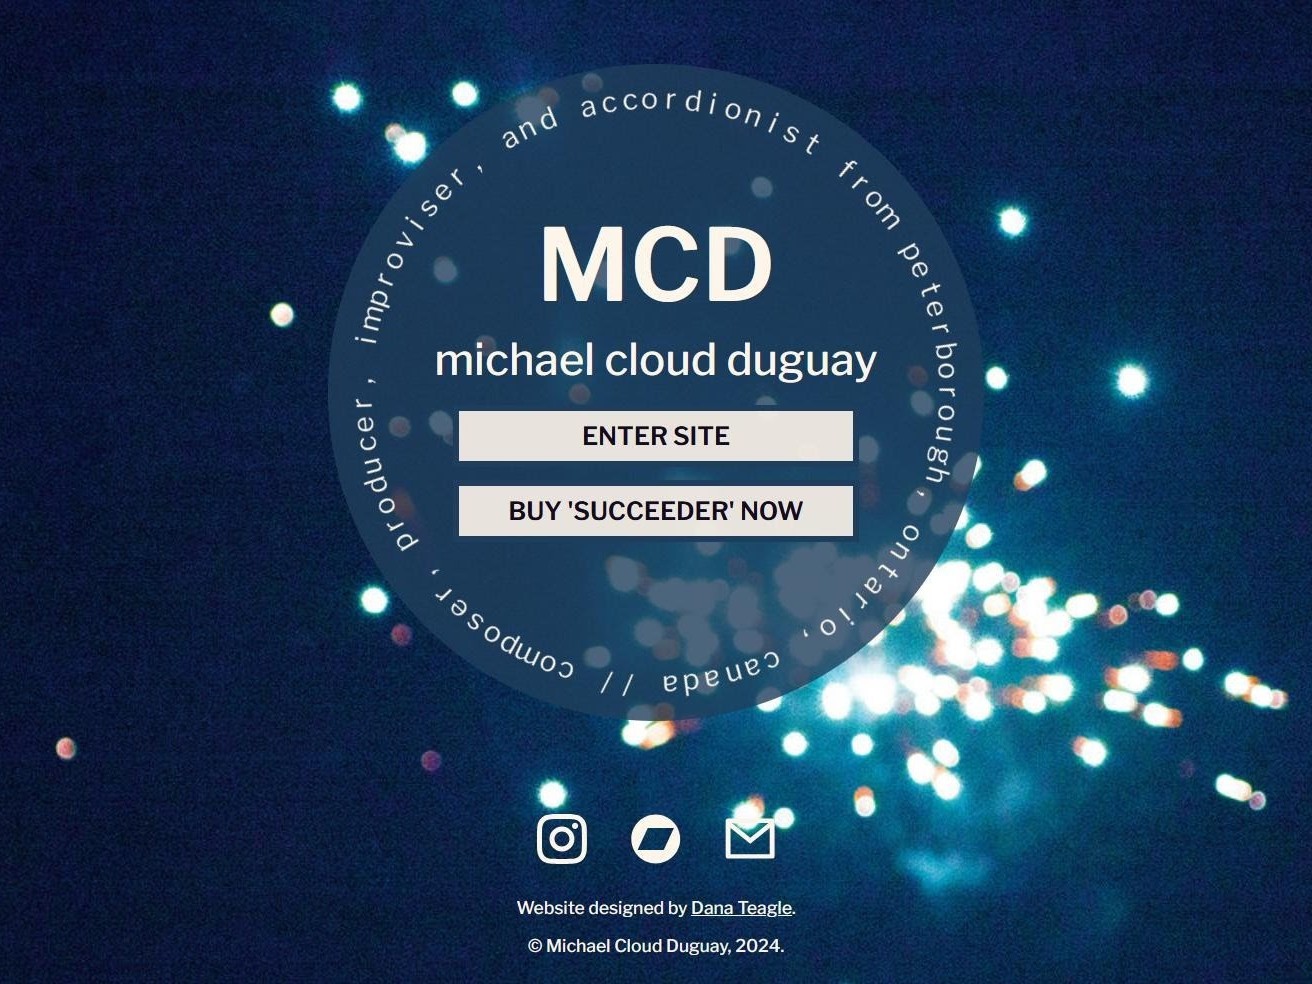 composer, producer, improviser, and accordionist from peterborough, ontario, canada //
MCD
michael cloud duguay
ENTER SITE
BUY 'SUCCEEDER' NOW
Website designed by Dana Teagle.
© Michael Cloud Duguay, 2024.